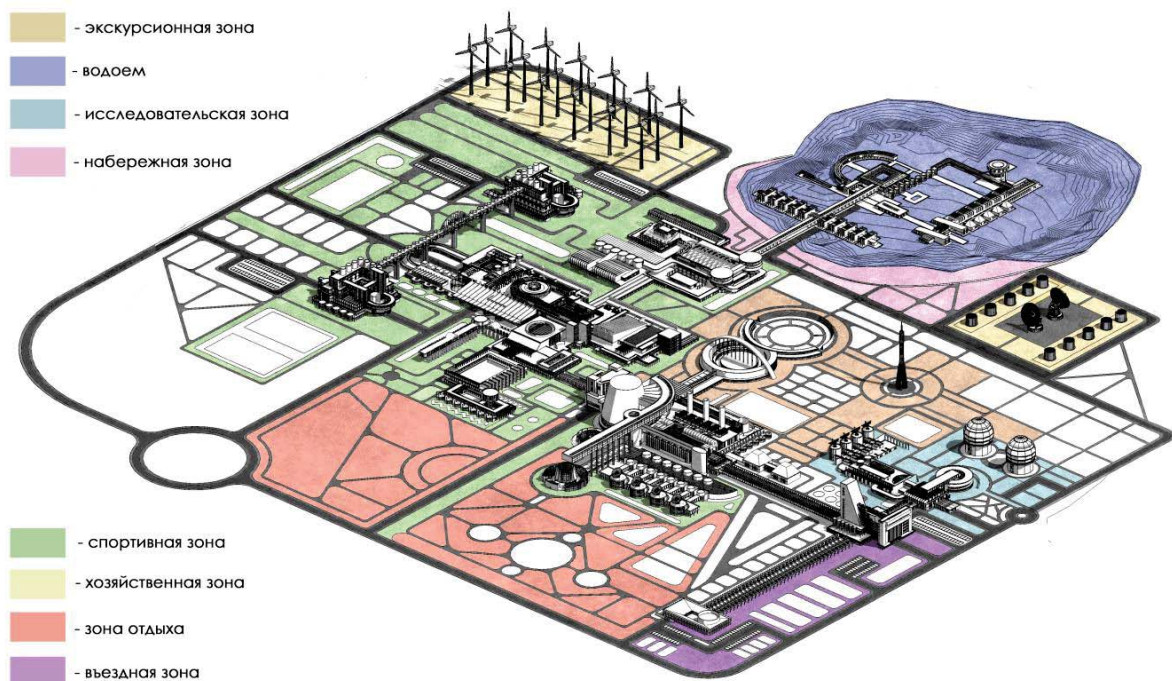 - экскурсионная зона
- водоем
- исследовательская зона
- набережная зона
- спортивная зона
- хозяйственная зона
- зона отдыха
- въездная зона